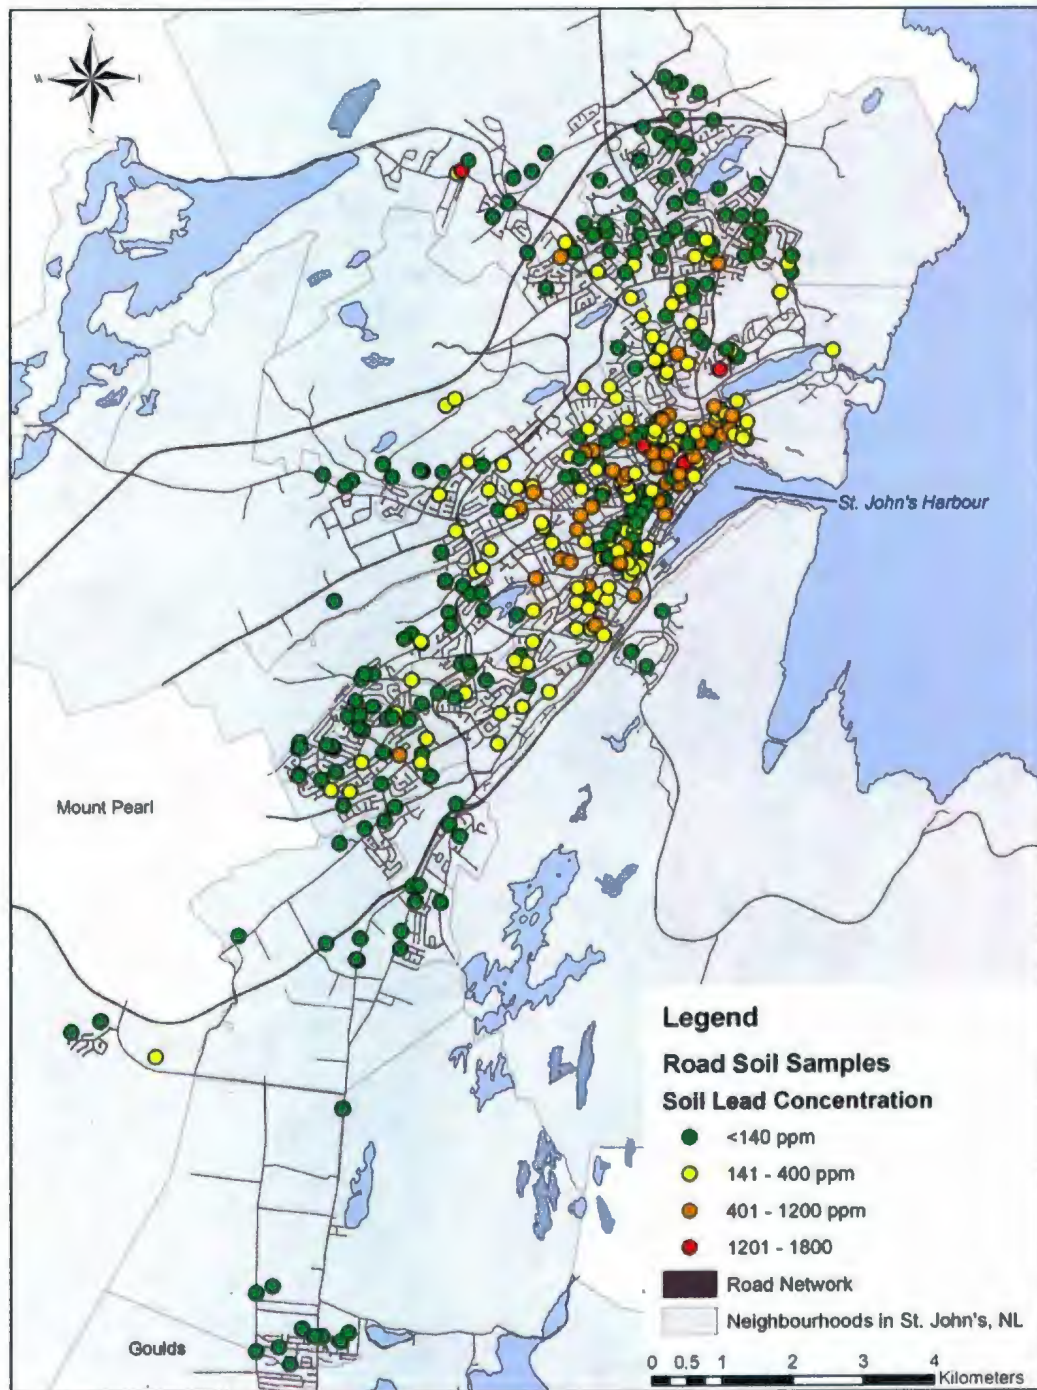 W
St. John's Harbour
Mount Pearl
Legend
Road Soil Samples
Soil Lead Concentration
<140 ppm
141 - 400 ppm
401 - 1200 ppm
1201 - 1800
Road Network
Neighbourhoods in St. John's, NL
Goulds
0 0.5 1 2 3 4
Kilometers